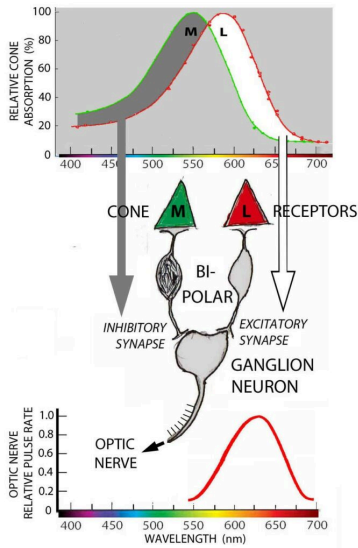 RELATIVE CONE
ABSORPTION (%)
100
80
60
40
20
0
M
L
400
450
500
550
600
650
700
CONE
M
L
RECEPTORS
BI-
POLAR
INHIBITORY
SYNAPSE
EXCITATORY
SYNAPSE
GANGLION
NEURON
OPTIC
NERVE
OPTIC NERVE
RELATIVE PULSE RATE
1.0
0.8
0.6
0.4
0.2
0
400
450
500
550
600
650
700
WAVELENGTH (nm)